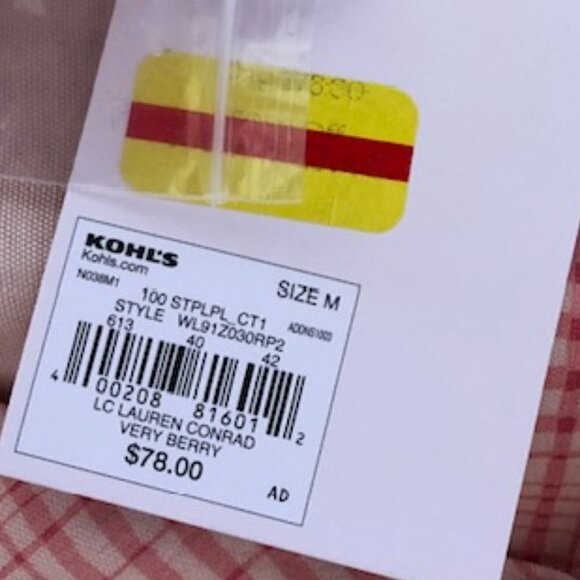 KOHL'S
Kohls.com
N038M1
SIZE M
100 STPLPL_CT1
STYLE WL91Z030RP2
613 40 42
4 00208 81601 2
LC LAUREN CONRAD
VERY BERRY
$78.00
AD